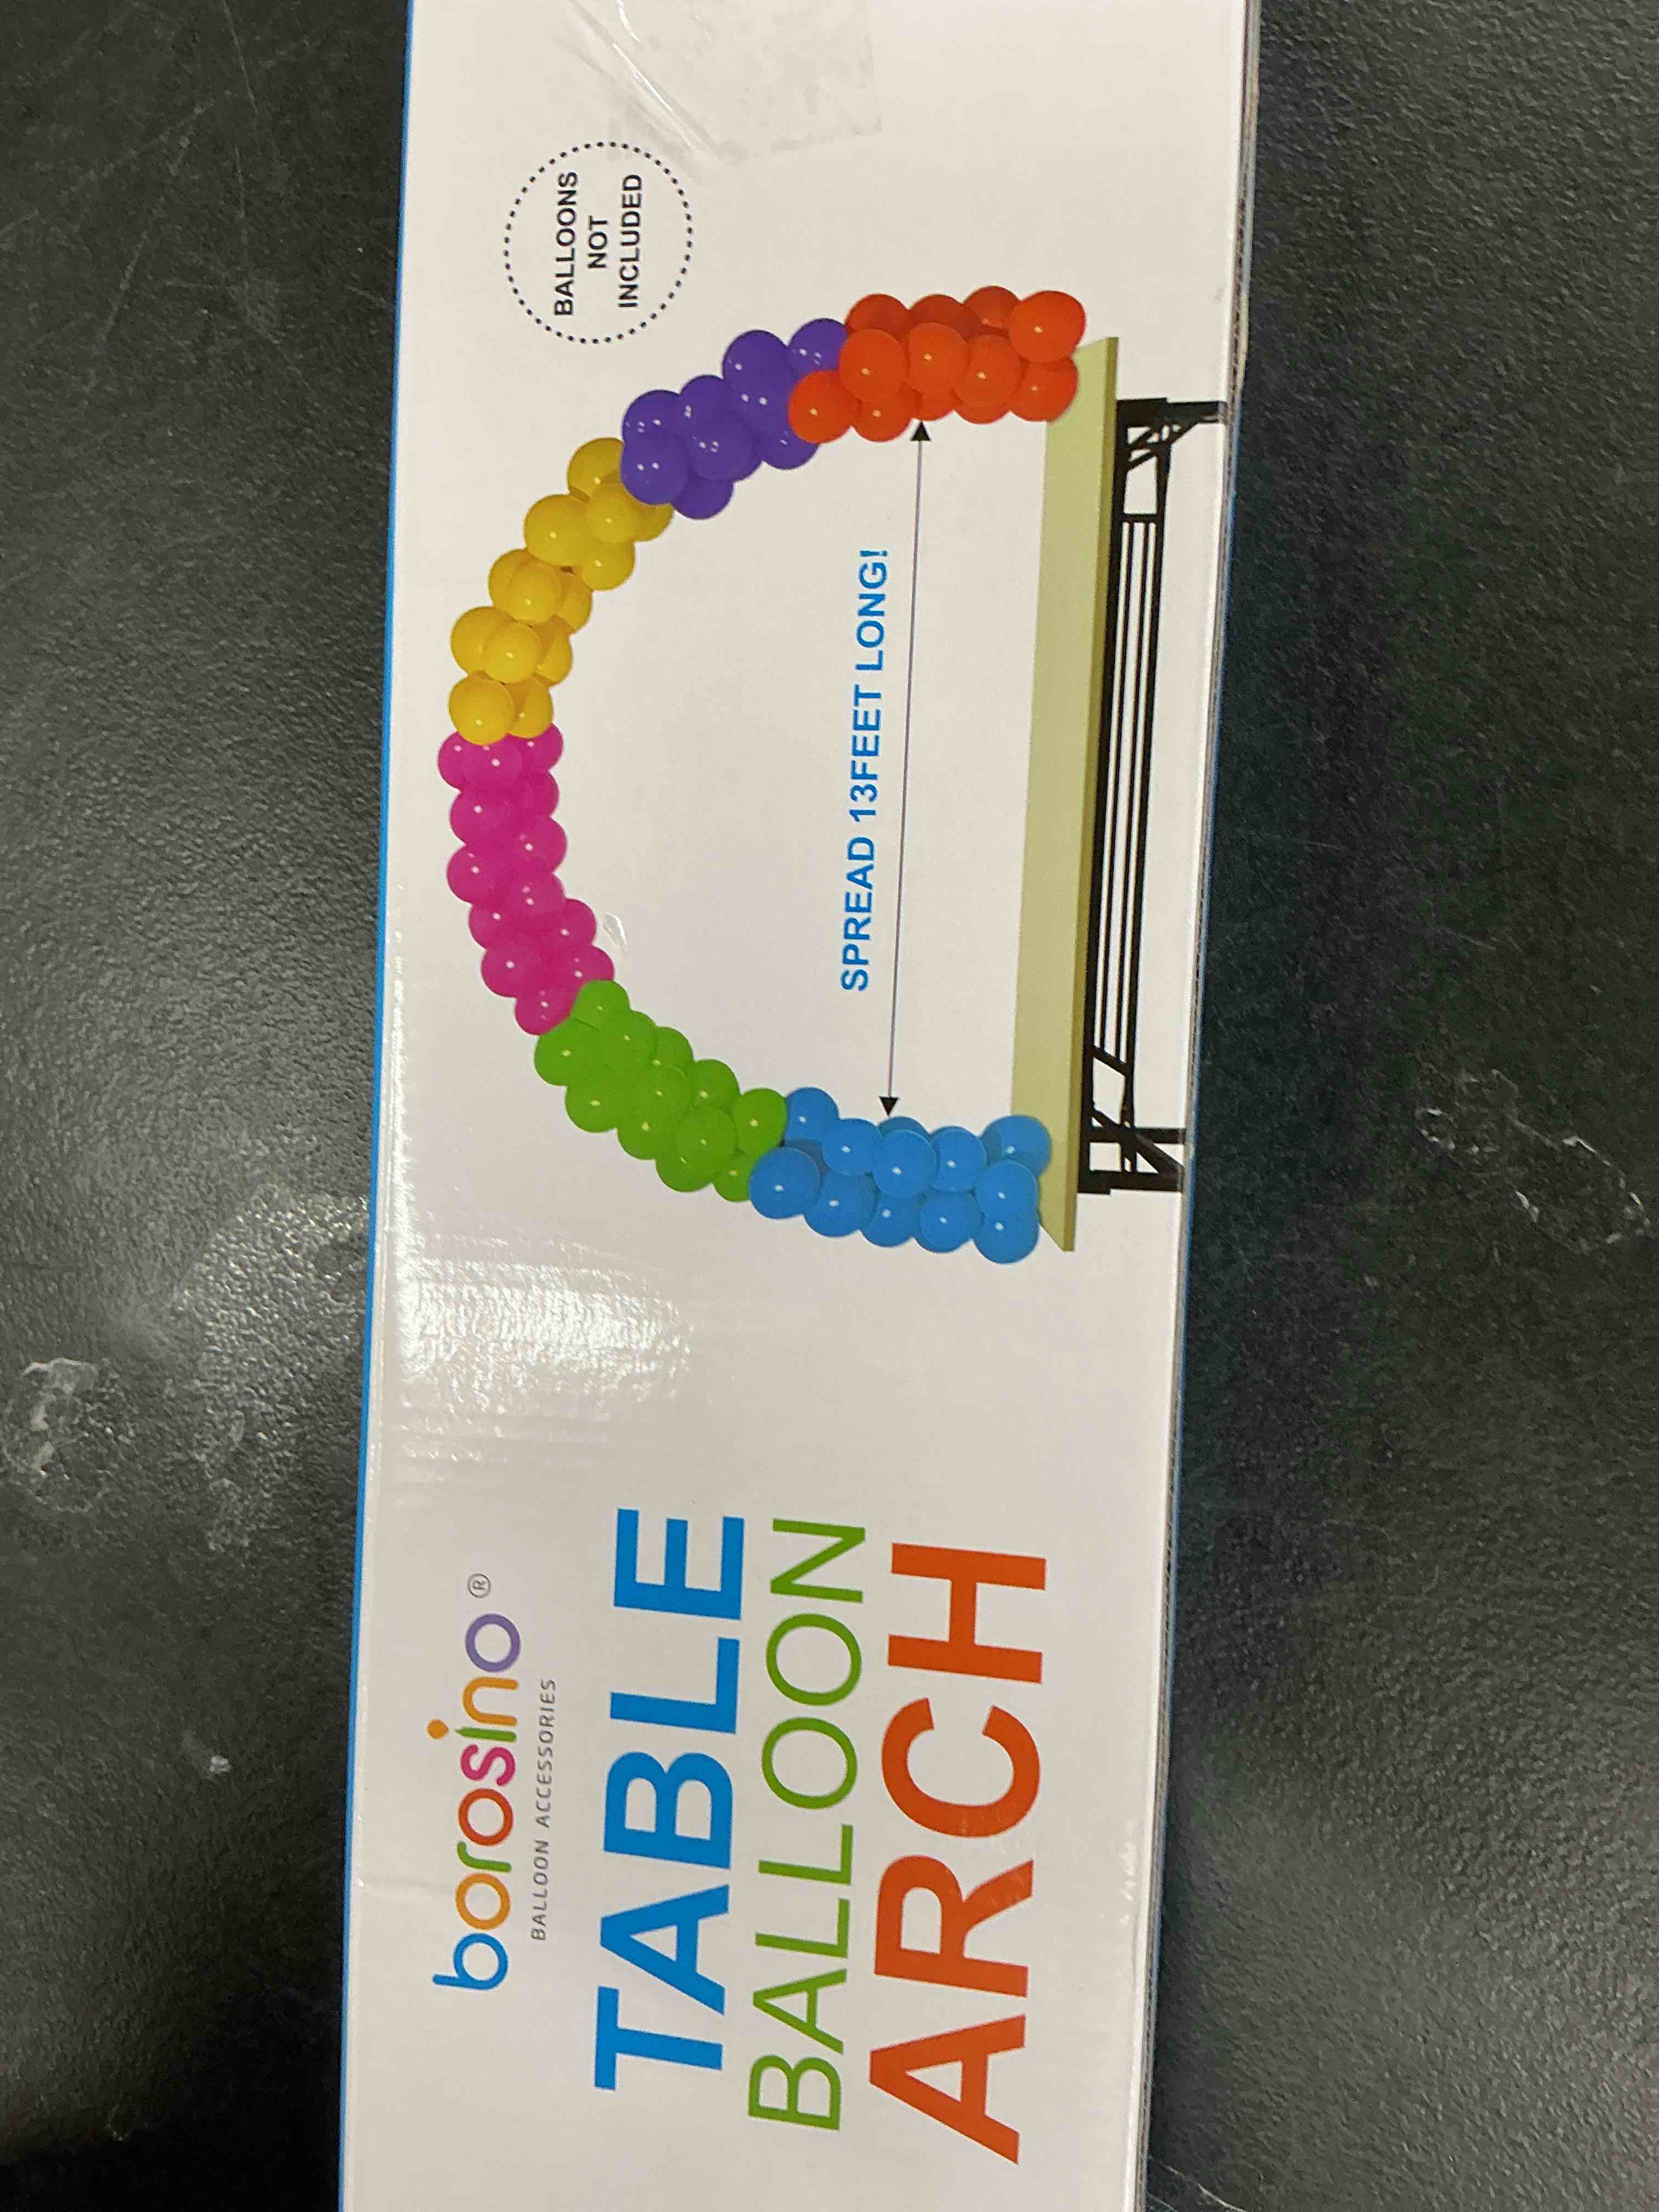 borosino®
BALLOON ACCESSORIES
TABLE
BALLOON
ARCH
SPREAD 13FEET LONG!
BALLOONS
NOT
INCLUDED